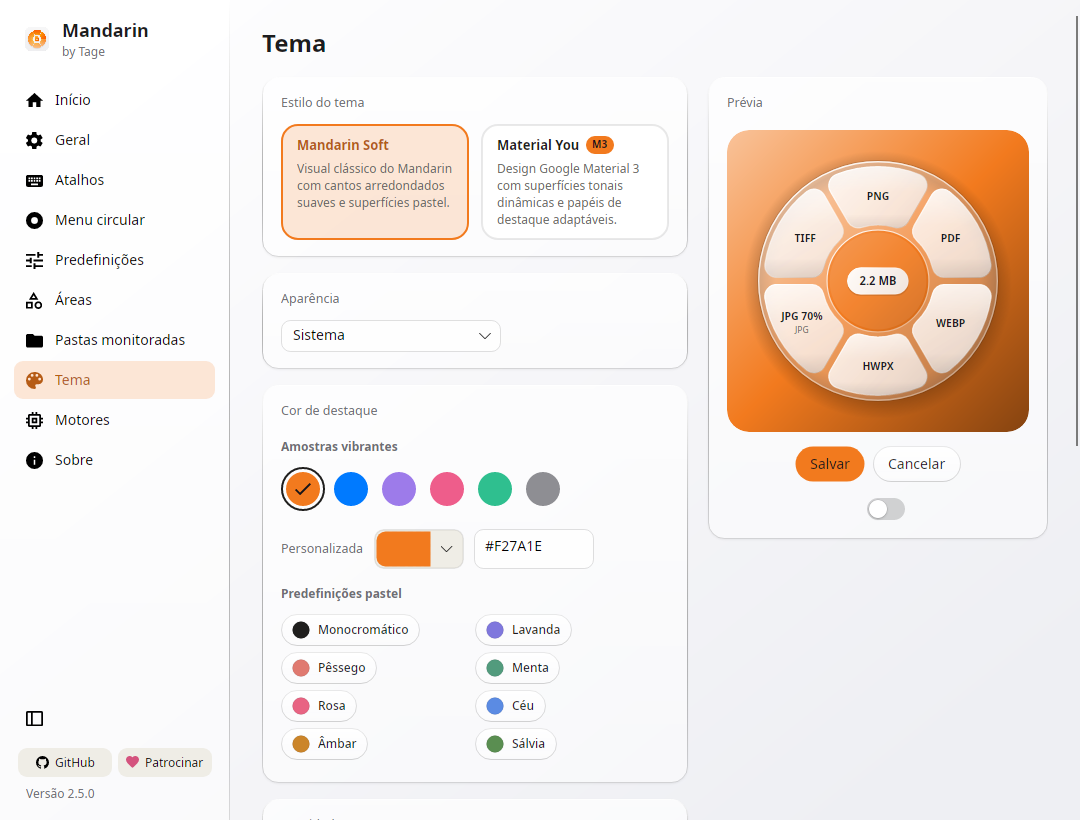 Mandarin
by Tage
Início
Geral
Atalhos
Menu circular
Predefinições
Áreas
Pastas monitoradas
Tema
Motores
Sobre
GitHub
Patrocinar
Versão 2.5.0
Tema
Estilo do tema
Mandarin Soft
Visual clássico do Mandarin
com cantos arredondados
suaves e superfícies pastel.
Material You M3
Design Google Material 3
com superfícies tonais
dinâmicas e papéis de
destaque adaptáveis.
Aparência
Sistema
Cor de destaque
Amostras vibrantes
Personalizada
#F27A1E
Predefinições pastel
Monocromático
Lavanda
Pêssego
Menta
Rosa
Céu
Âmbar
Sálvia
Prévia
PNG
TIFF
PDF
2.2 MB
JPG 70%
JPG
WEBP
HWPX
Salvar
Cancelar